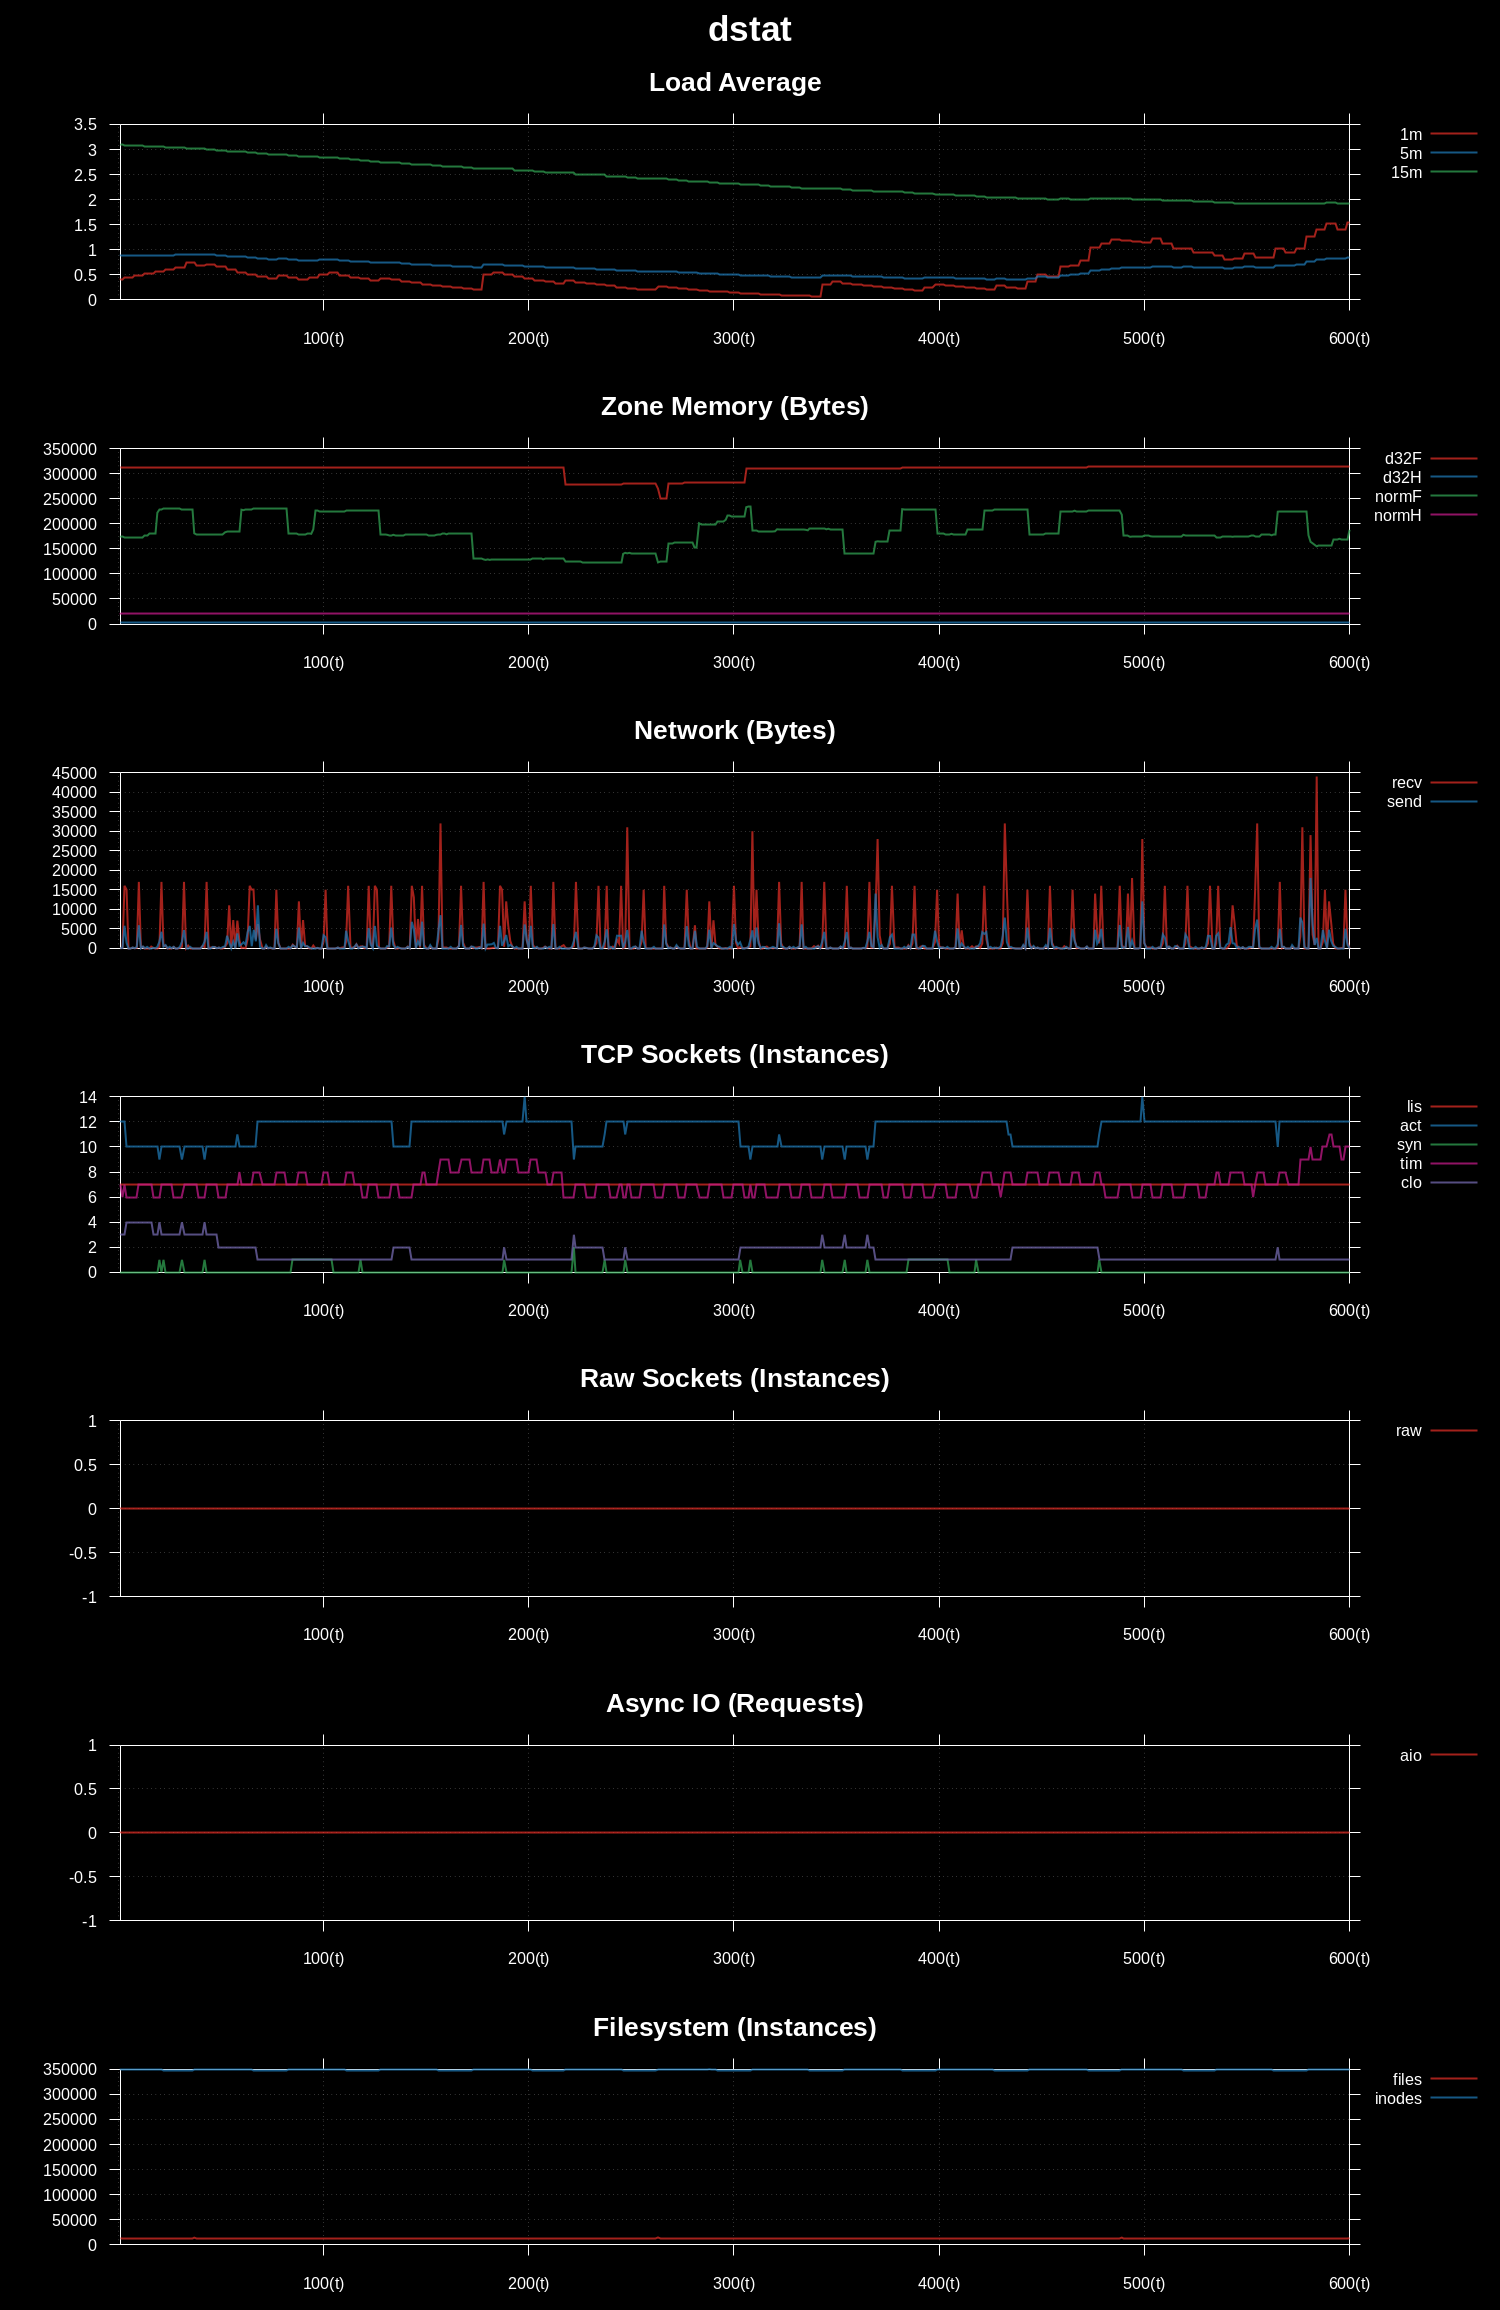 dstat
Load Average
3.5
3
2.5
2
1.5
1
0.5
0
1m
5m
15m
100(t) 200(t) 300(t) 400(t) 500(t) 600(t)
Zone Memory (Bytes)
350000
300000
250000
200000
150000
100000
50000
0
d32F
d32H
normF
normH
100(t) 200(t) 300(t) 400(t) 500(t) 600(t)
Network (Bytes)
45000
40000
35000
30000
25000
20000
15000
10000
5000
0
recv
send
100(t) 200(t) 300(t) 400(t) 500(t) 600(t)
TCP Sockets (Instances)
14
12
10
8
6
4
2
0
lis
act
syn
tim
clo
100(t) 200(t) 300(t) 400(t) 500(t) 600(t)
Raw Sockets (Instances)
1
0.5
0
-0.5
-1
raw
100(t) 200(t) 300(t) 400(t) 500(t) 600(t)
Async IO (Requests)
1
0.5
0
-0.5
-1
aio
100(t) 200(t) 300(t) 400(t) 500(t) 600(t)
Filesystem (Instances)
350000
300000
250000
200000
150000
100000
50000
0
files
inodes
100(t) 200(t) 300(t) 400(t) 500(t) 600(t)